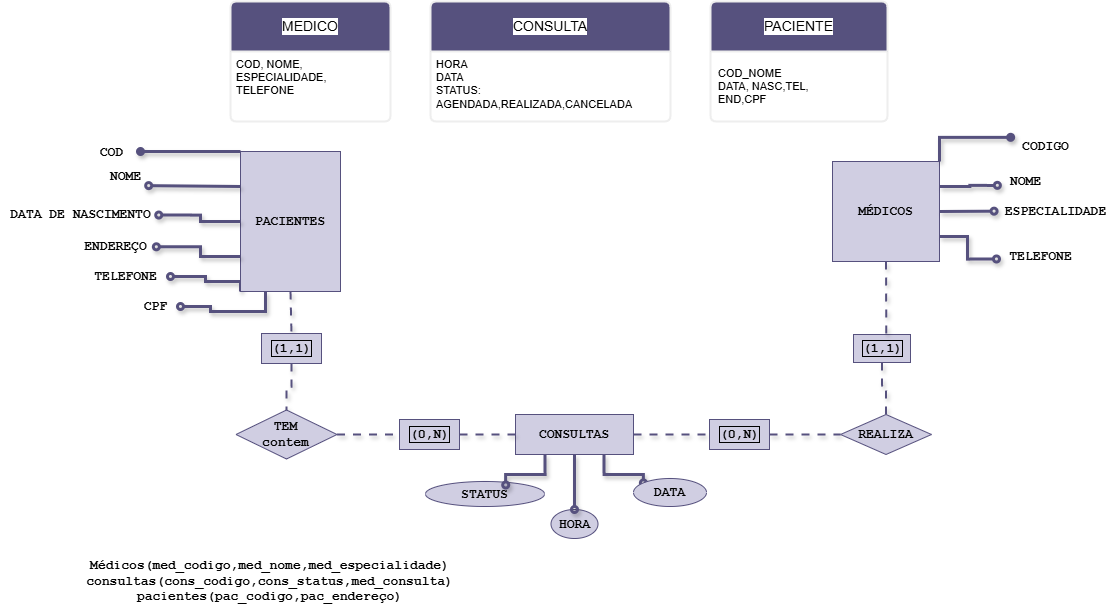 MEDICO
COD, NOME,
ESPECIALIDADE,
TELEFONE
CONSULTA
HORA
DATA
STATUS:
AGENDADA,REALIZADA,CANCELADA
PACIENTE
COD_NOME
DATA, NASC,TEL,
END,CPF
COD
NOME
DATA DE NASCIMENTO
ENDEREÇO
TELEFONE
CPF
PACIENTES
CODIGO
NOME
ESPECIALIDADE
TELEFONE
MÉDICOS
(1,1)
(1,1)
TEM
contem
(0,N)
CONSULTAS
(0,N)
REALIZA
STATUS
HORA
DATA
Médicos(med_codigo,med_nome,med_especialidade)
consultas(cons_codigo,cons_status,med_consulta)
pacientes(pac_codigo,pac_endereço)